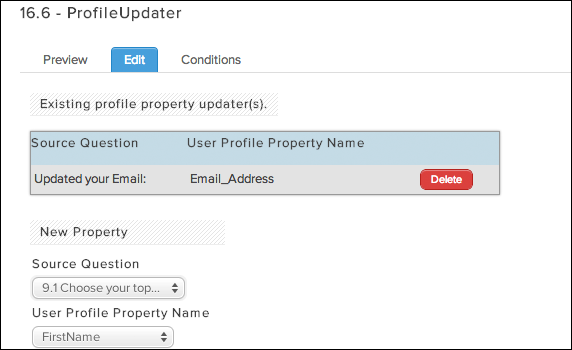 16.6 - ProfileUpdater
Preview Edit Conditions
Existing profile property updater(s).
Source Question User Profile Property Name
Updated your Email: Email_Address Delete
New Property
Source Question
9.1 Choose your top...
User Profile Property Name
FirstName